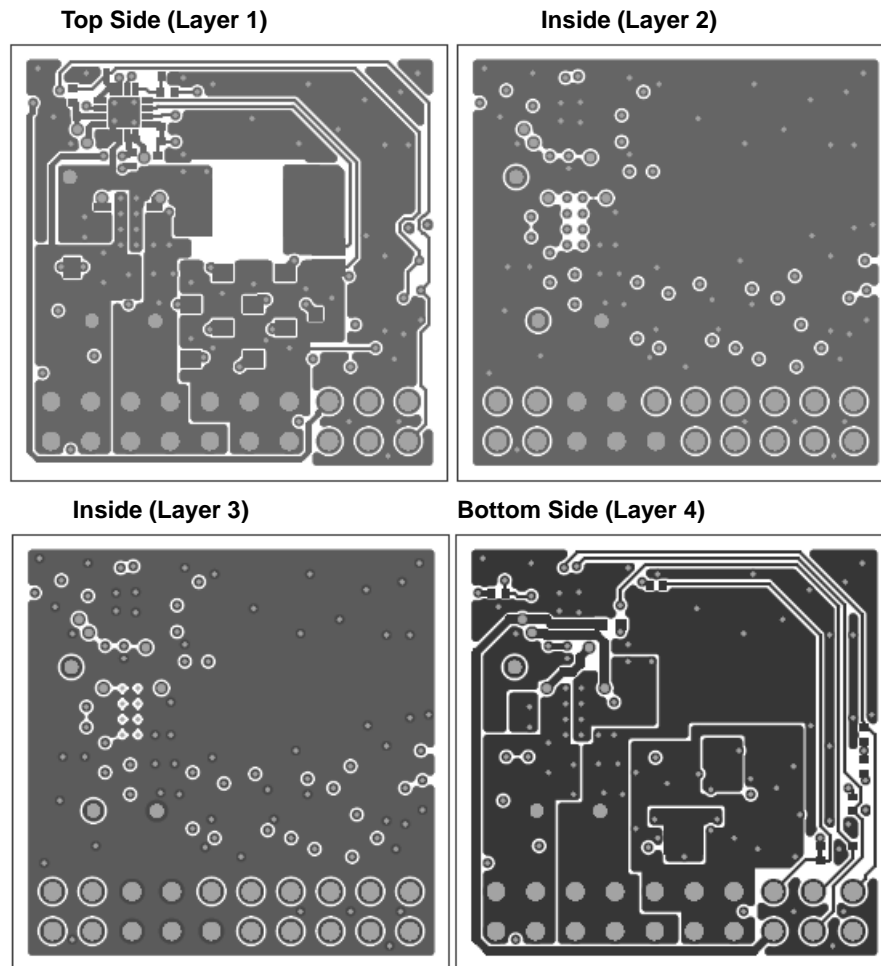 Top Side (Layer 1)
Inside (Layer 2)
Inside (Layer 3)
Bottom Side (Layer 4)